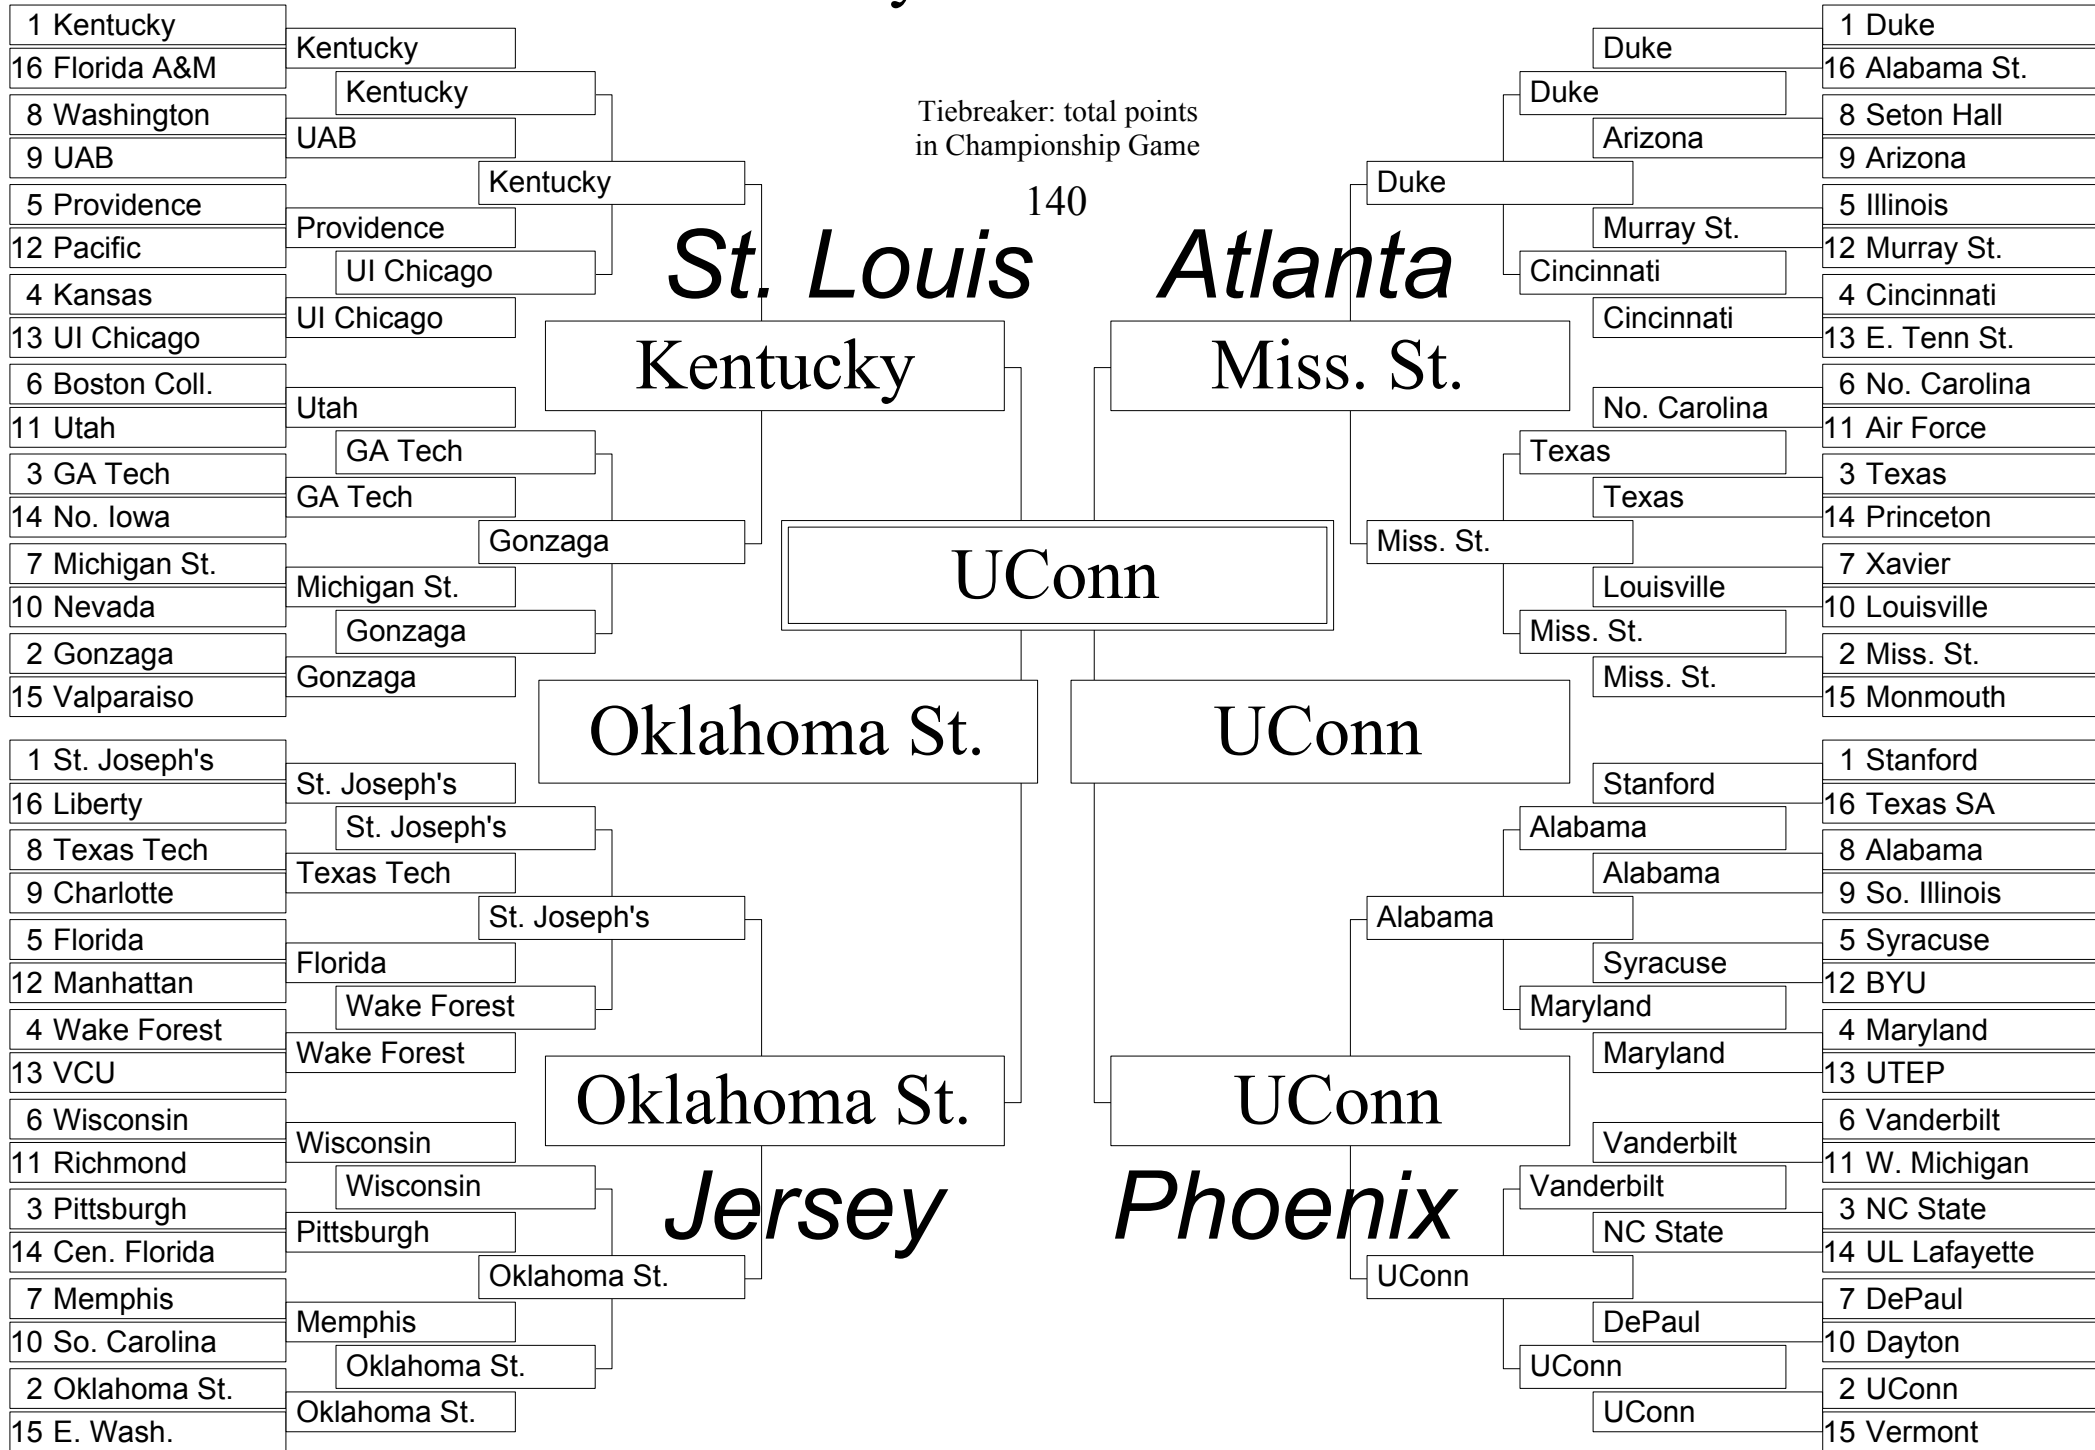 1 Kentucky
16 Florida A&M
8 Washington
9 UAB
5 Providence
12 Pacific
4 Kansas
13 UI Chicago
6 Boston Coll.
11 Utah
3 GA Tech
14 No. Iowa
7 Michigan St.
10 Nevada
2 Gonzaga
15 Valparaiso
Kentucky
UAB
Providence
UI Chicago
Utah
GA Tech
Michigan St.
Gonzaga
Kentucky
UI Chicago
GA Tech
Gonzaga
Kentucky
Gonzaga
St. Louis
Kentucky
1 St. Joseph's
16 Liberty
8 Texas Tech
9 Charlotte
5 Florida
12 Manhattan
4 Wake Forest
13 VCU
6 Wisconsin
11 Richmond
3 Pittsburgh
14 Cen. Florida
7 Memphis
10 So. Carolina
2 Oklahoma St.
15 E. Wash.
St. Joseph's
Texas Tech
Florida
Wake Forest
Wisconsin
Pittsburgh
Memphis
Oklahoma St.
St. Joseph's
Wake Forest
Wisconsin
Oklahoma St.
St. Joseph's
Oklahoma St.
Oklahoma St.
Jersey
Tiebreaker: total points
in Championship Game
140
UConn
Oklahoma St.
UConn
Atlanta
Miss. St.
Duke
Miss. St.
Duke
Cincinnati
Texas
Miss. St.
Duke
Arizona
Murray St.
Cincinnati
No. Carolina
Texas
Louisville
Miss. St.
1 Duke
16 Alabama St.
8 Seton Hall
9 Arizona
5 Illinois
12 Murray St.
4 Cincinnati
13 E. Tenn St.
6 No. Carolina
11 Air Force
3 Texas
14 Princeton
7 Xavier
10 Louisville
2 Miss. St.
15 Monmouth
UConn
Phoenix
Alabama
UConn
Alabama
Maryland
Vanderbilt
UConn
Stanford
Alabama
Syracuse
Maryland
Vanderbilt
NC State
DePaul
UConn
1 Stanford
16 Texas SA
8 Alabama
9 So. Illinois
5 Syracuse
12 BYU
4 Maryland
13 UTEP
6 Vanderbilt
11 W. Michigan
3 NC State
14 UL Lafayette
7 DePaul
10 Dayton
2 UConn
15 Vermont